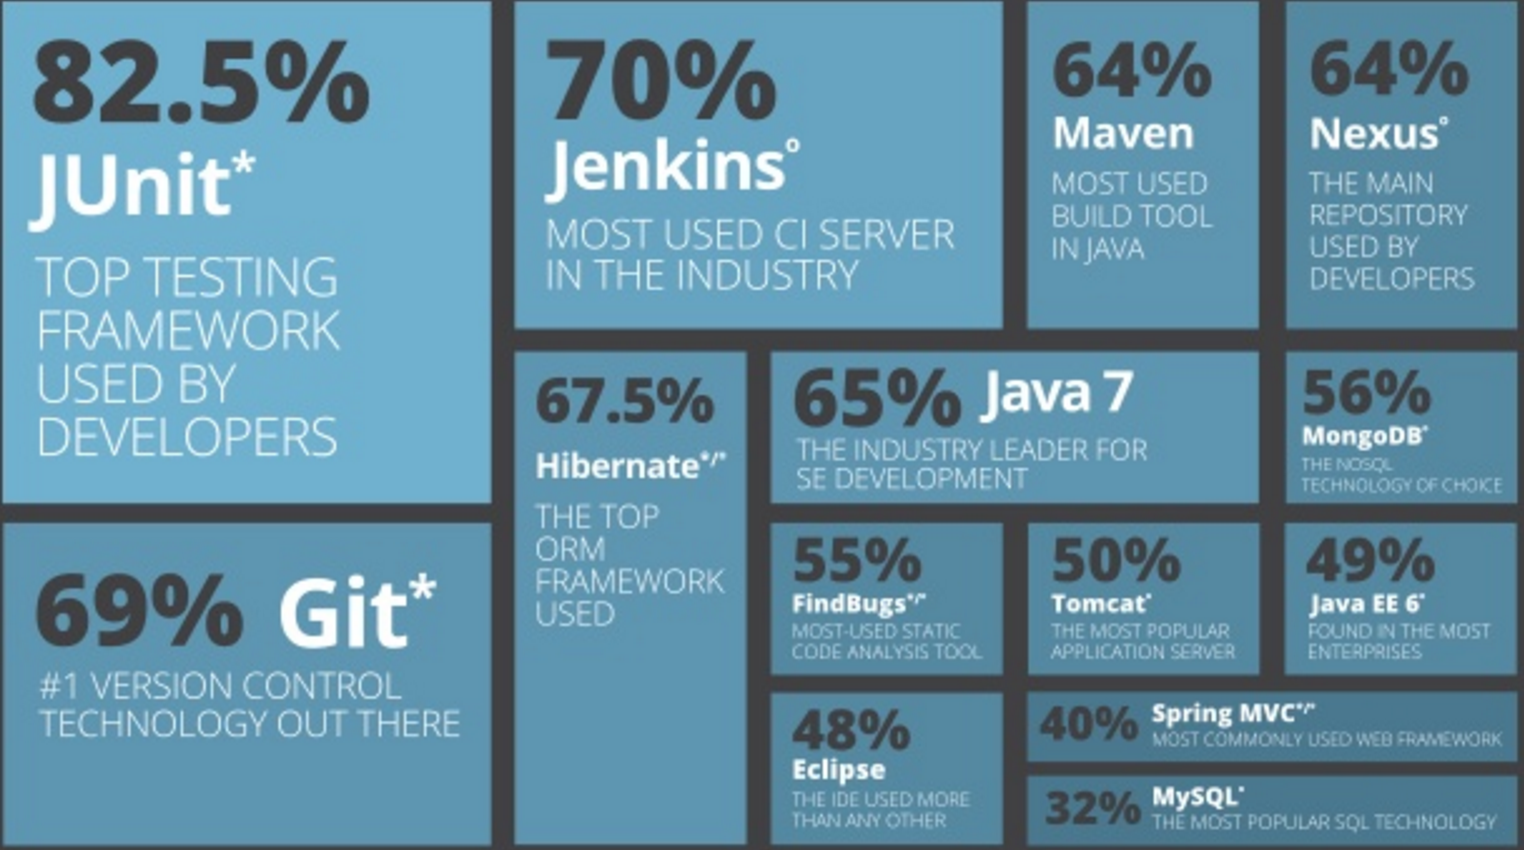 82.5%
JUnit*
TOP TESTING
FRAMEWORK
USED BY
DEVELOPERS
70%
Jenkins°
MOST USED CI SERVER
IN THE INDUSTRY
64%
Maven
MOST USED
BUILD TOOL
IN JAVA
64%
Nexus°
THE MAIN
REPOSITORY
USED BY
DEVELOPERS
67.5%
Hibernate*/*
THE TOP
ORM
FRAMEWORK
USED
65% Java 7
THE INDUSTRY LEADER FOR
SE DEVELOPMENT
56%
MongoDB*
THE NOSQL
TECHNOLOGY OF CHOICE
69% Git*
#1 VERSION CONTROL
TECHNOLOGY OUT THERE
55%
FindBugs*/*
MOST-USED STATIC
CODE ANALYSIS TOOL
50%
Tomcat*
THE MOST POPULAR
APPLICATION SERVER
49%
Java EE 6*
FOUND IN THE MOST
ENTERPRISES
48%
Eclipse
THE IDE USED MORE
THAN ANY OTHER
40% Spring MVC*/*
MOST COMMONLY USED WEB FRAMEWORK
32% MySQL*
THE MOST POPULAR SQL TECHNOLOGY